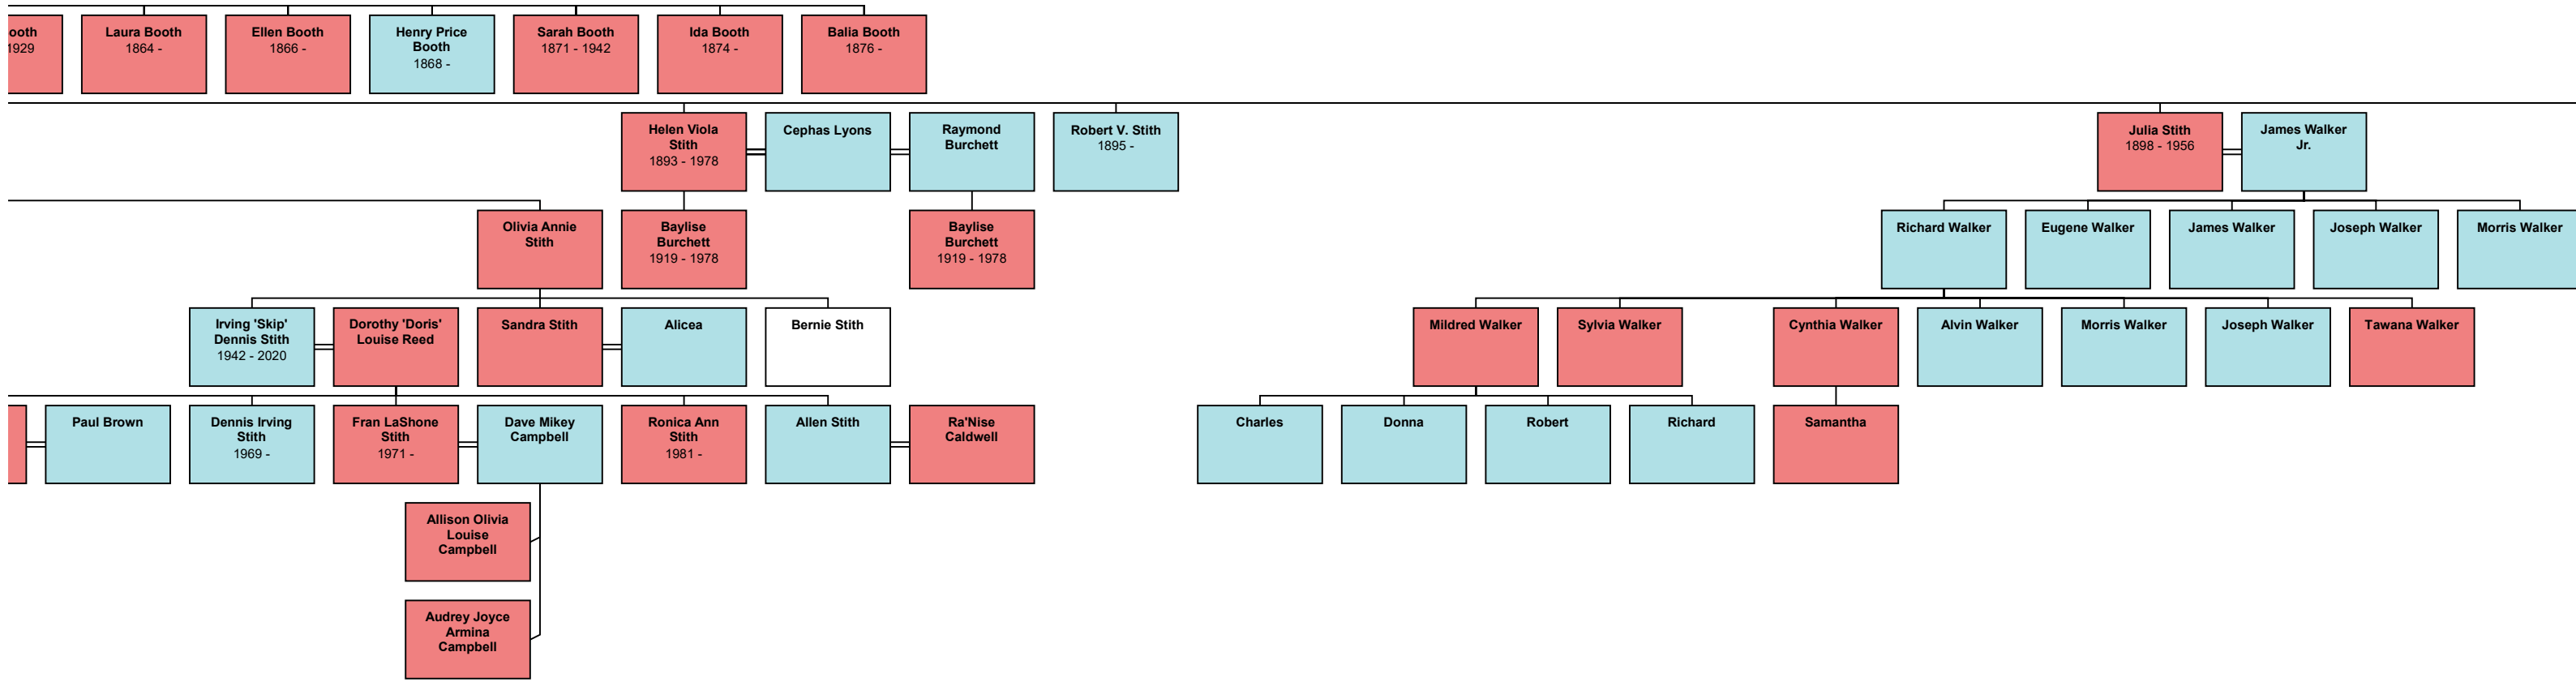 ooth
1929
Laura Booth
1864 -
Ellen Booth
1866 -
Henry Price
Booth
1868 -
Sarah Booth
1871 - 1942
Ida Booth
1874 -
Balia Booth
1876 -
Helen Viola
Stith
1893 - 1978
Cephas Lyons
Raymond
Burchett
Robert V. Stith
1895 -
Julia Stith
1898 - 1956
James Walker
Jr.
Olivia Annie
Stith
Baylise
Burchett
1919 - 1978
Baylise
Burchett
1919 - 1978
Richard Walker
Eugene Walker
James Walker
Joseph Walker
Morris Walker
Irving 'Skip'
Dennis Stith
1942 - 2020
Dorothy 'Doris'
Louise Reed
Sandra Stith
Alicea
Bernie Stith
Mildred Walker
Sylvia Walker
Cynthia Walker
Alvin Walker
Morris Walker
Joseph Walker
Tawana Walker
Paul Brown
Dennis Irving
Stith
1969 -
Fran LaShone
Stith
1971 -
Dave Mikey
Campbell
Ronica Ann
Stith
1981 -
Allen Stith
Ra'Nise
Caldwell
Charles
Donna
Robert
Richard
Samantha
Allison Olivia
Louise
Campbell
Audrey Joyce
Armina
Campbell